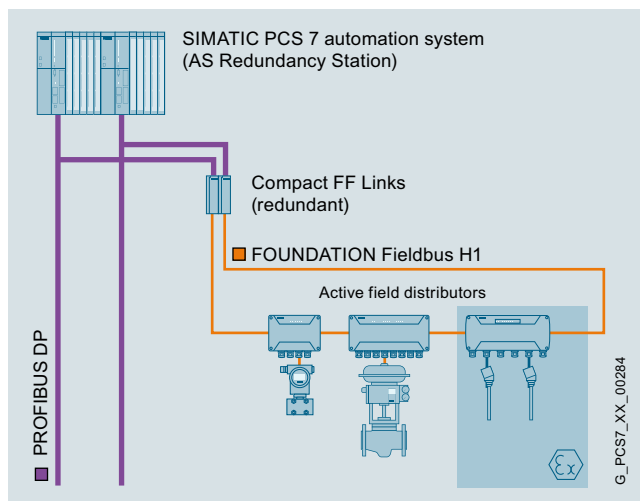 SIMATIC PCS 7 automation system
(AS Redundancy Station)
Compact FF Links
(redundant)
FOUNDATION Fieldbus H1
Active field distributors
PROFIBUS DP
G_PCS7_XX_00284
Ex